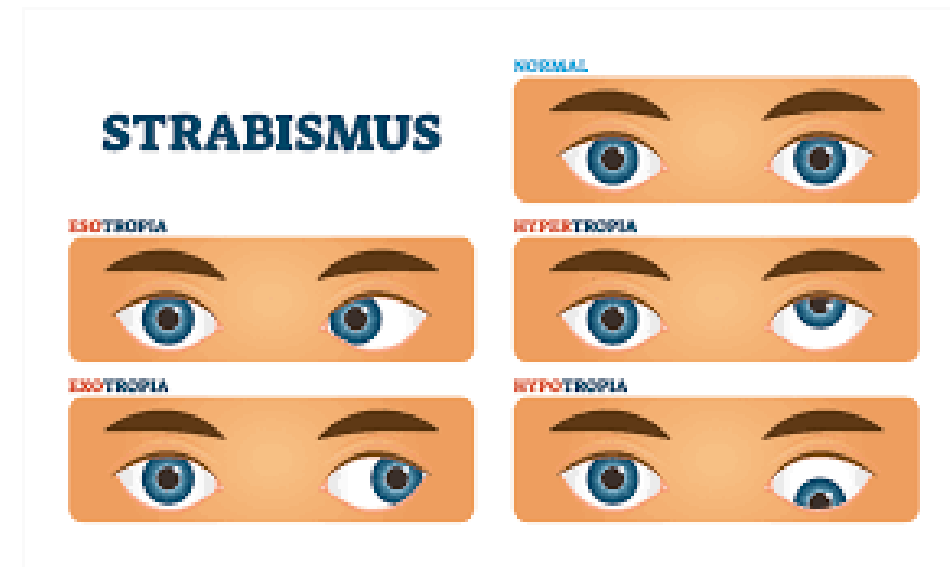 NORMAL
STRABISMUS
ESOTROPIA
HYPERTROPIA
EXOTROPIA
HYPOTROPIA